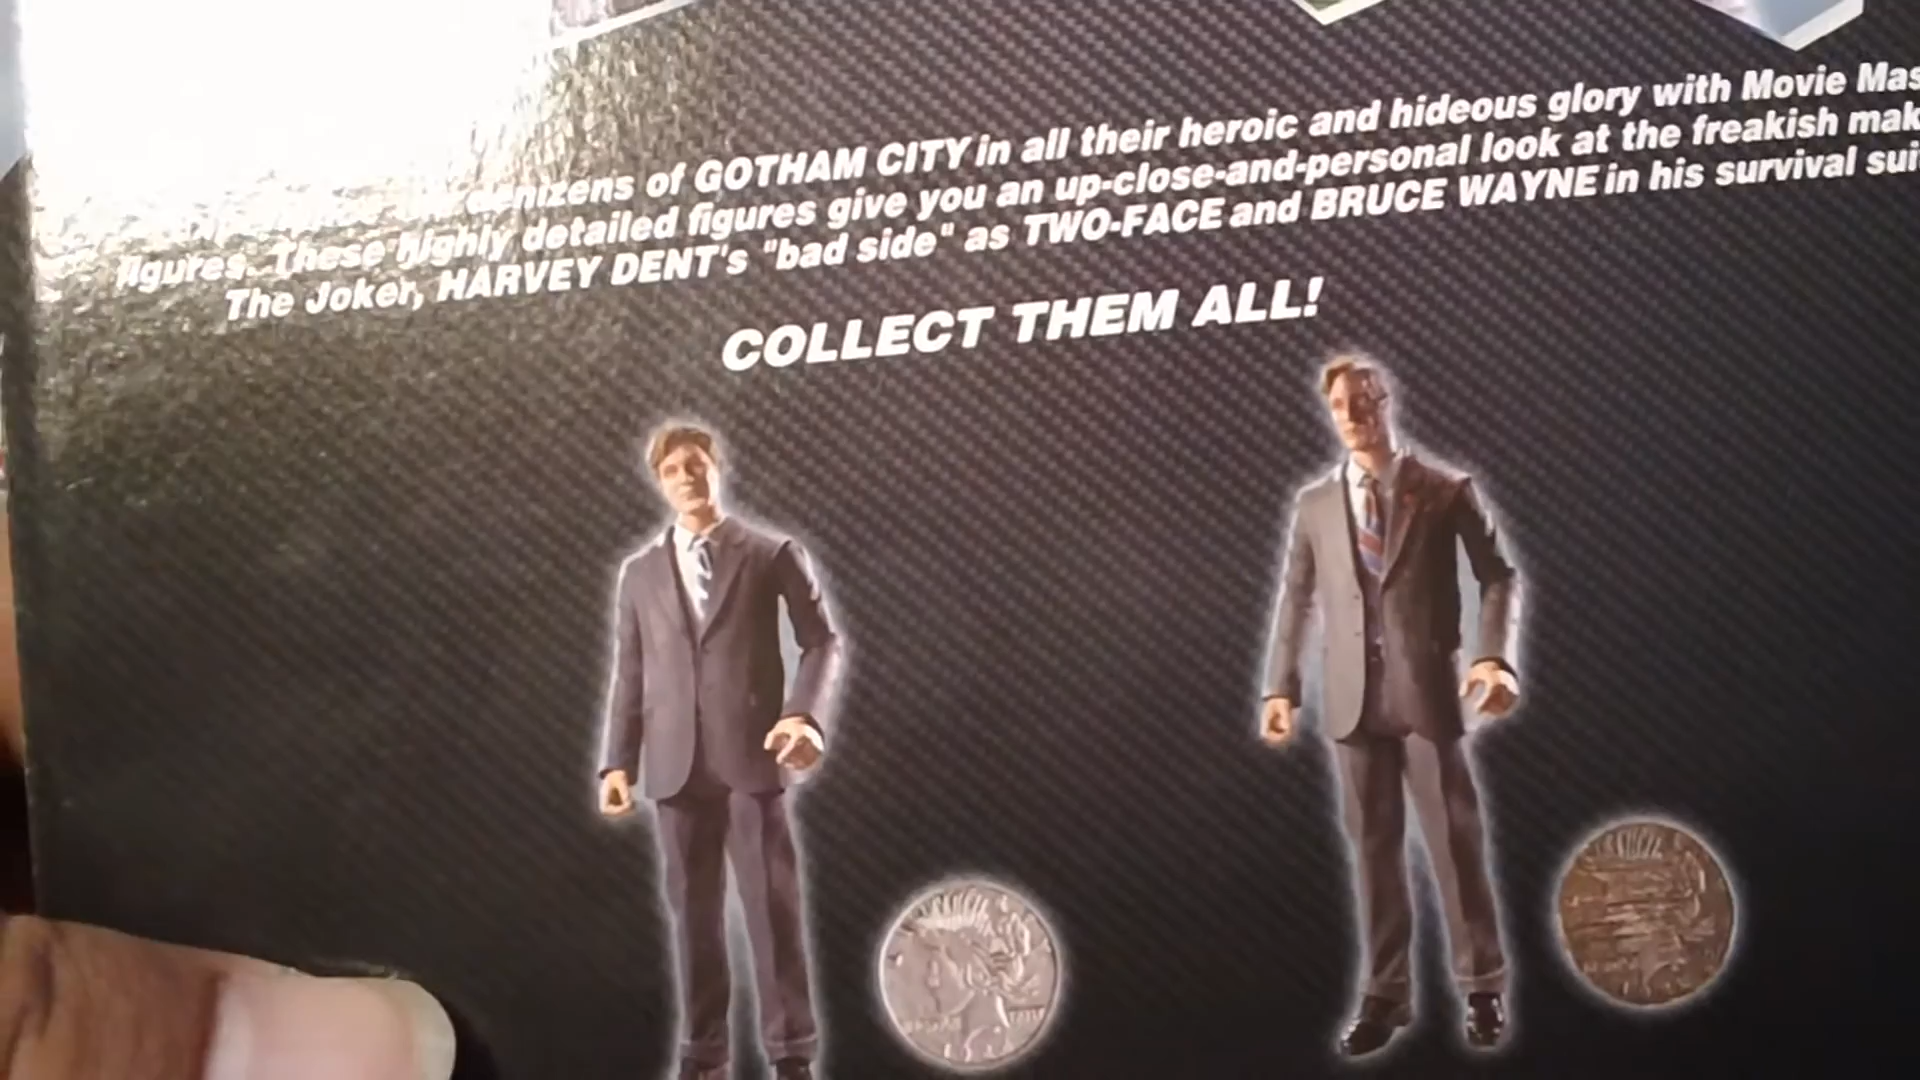 denizens of GOTHAM CITY in all their heroic and hideous glory with Movie Mas
figures. These highly detailed figures give you an up-close-and-personal look at the freakish mak
The Joker, HARVEY DENT's "bad side" as TWO-FACE and BRUCE WAYNE in his survival sui
COLLECT THEM ALL!